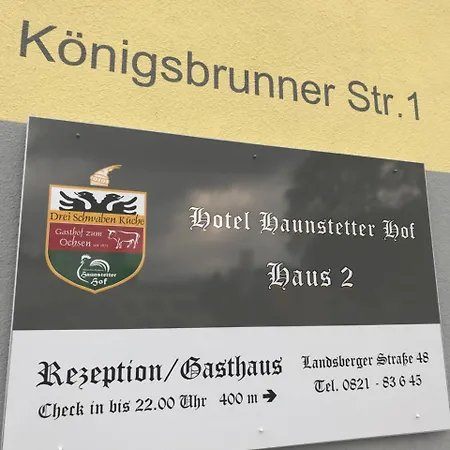 Königsbrunner Str.1
Drei Schwaben Küche
Gasthof zum
Ochsen
Haunstetter
Hof
Hotel Haunstetter Hof
Haus 2
Rezeption/Gasthaus
Check in bis 22.00 Uhr 400 m →
Landsberger Straße 48
Tel. 0821 - 83 6 45